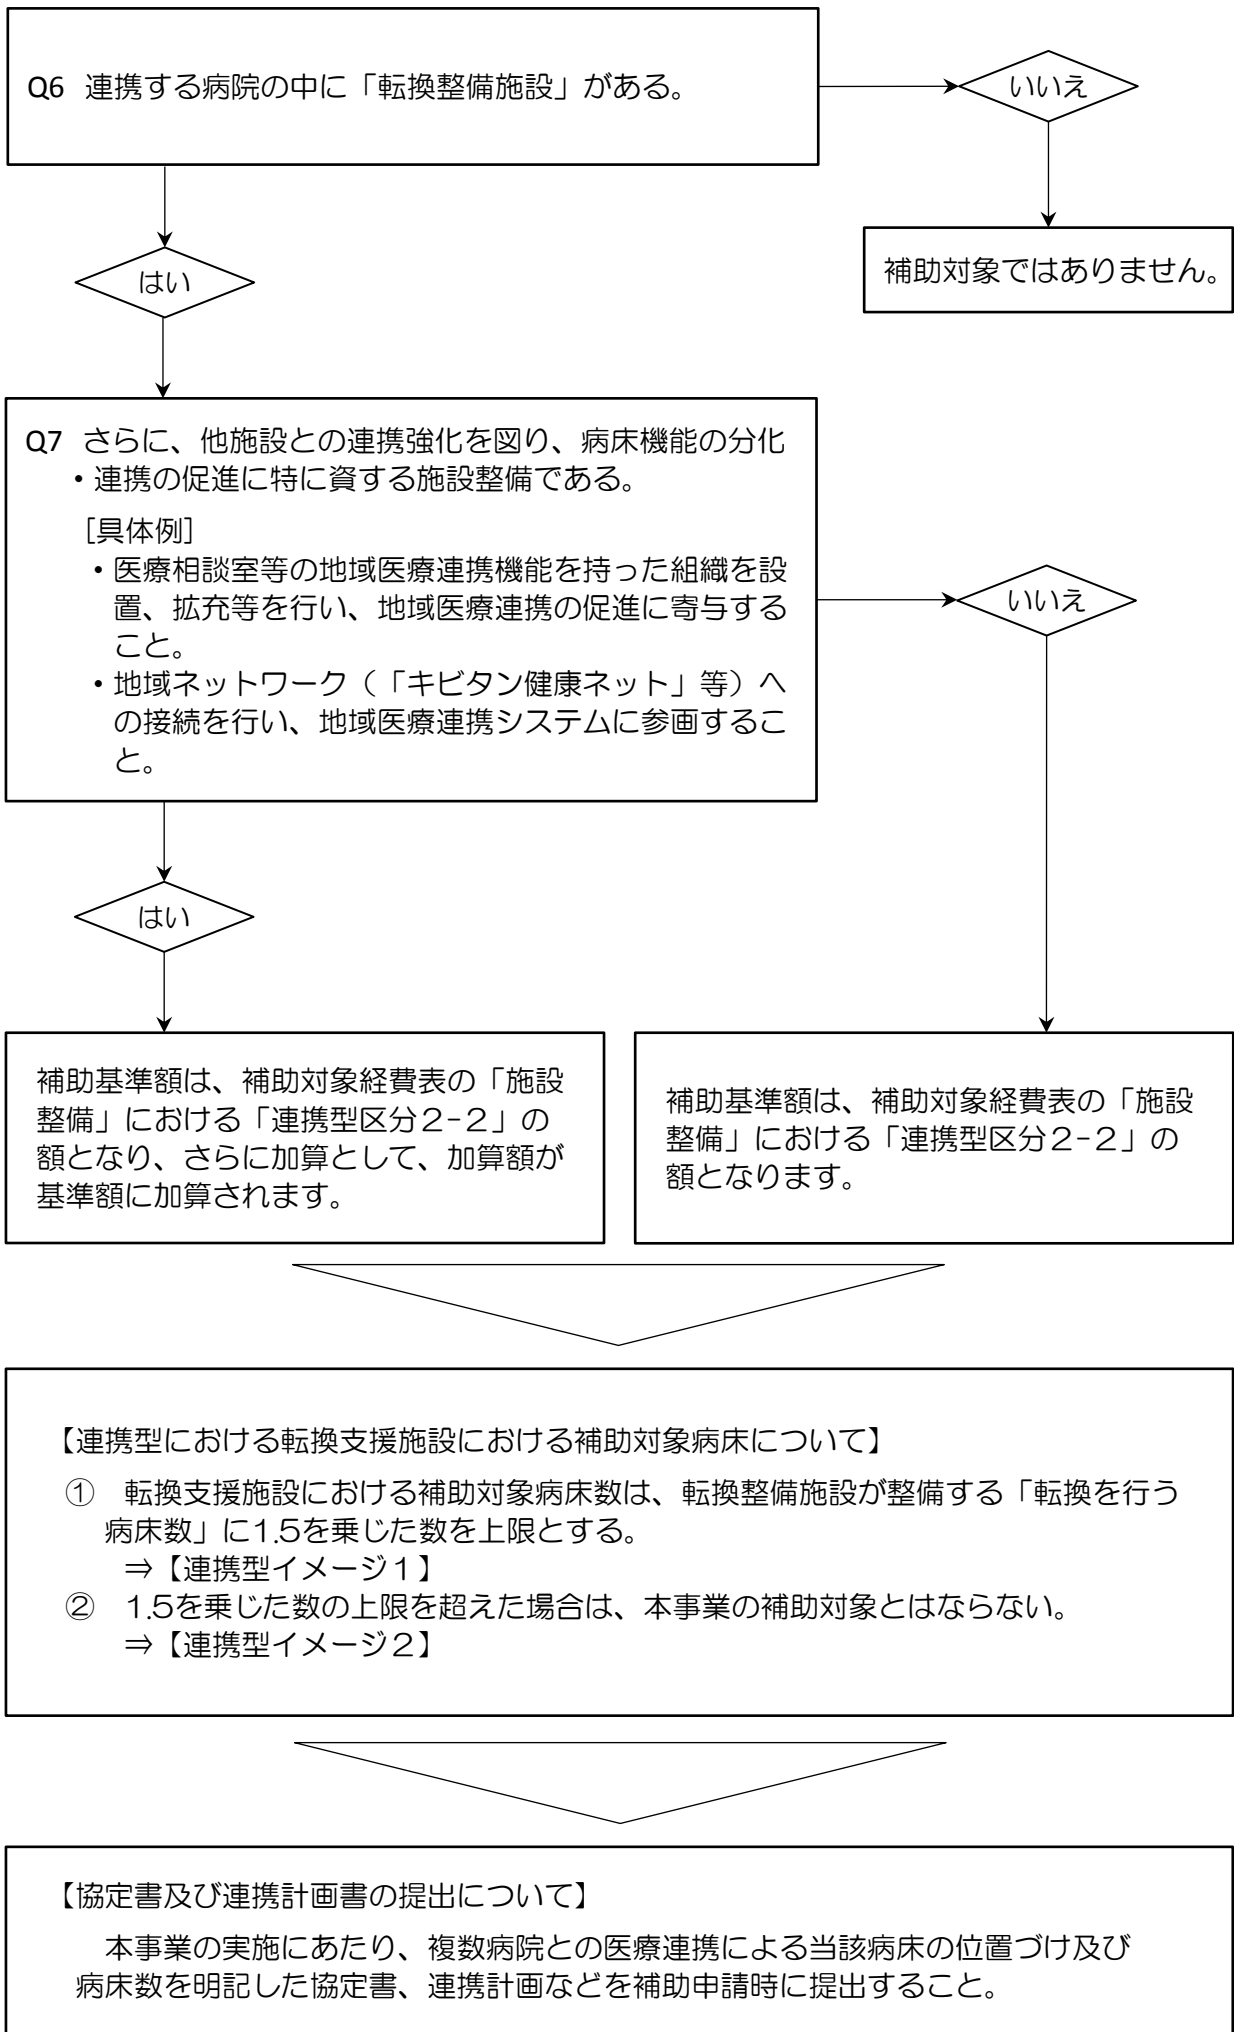 Q6 連携する病院の中に「転換整備施設」がある。
いいえ
はい
補助対象ではありません。
Q7 さらに、他施設との連携強化を図り、病床機能の分化
・連携の促進に特に資する施設整備である。
[具体例]
・医療相談室等の地域医療連携機能を持った組織を設
置、拡充等を行い、地域医療連携の促進に寄与する
こと。
・地域ネットワーク（「キビタン健康ネット」等）へ
の接続を行い、地域医療連携システムに参画するこ
と。
いいえ
はい
補助基準額は、補助対象経費表の「施設
整備」における「連携型区分２-２」の
額となり、さらに加算として、加算額が
基準額に加算されます。
補助基準額は、補助対象経費表の「施設
整備」における「連携型区分２-２」の
額となります。
【連携型における転換支援施設における補助対象病床について】
① 転換支援施設における補助対象病床数は、転換整備施設が整備する「転換を行う
病床数」に1.5を乗じた数を上限とする。
⇒【連携型イメージ１】
② 1.5を乗じた数の上限を超えた場合は、本事業の補助対象とはならない。
⇒【連携型イメージ２】
【協定書及び連携計画書の提出について】
本事業の実施にあたり、複数病院との医療連携による当該病床の位置づけ及び
病床数を明記した協定書、連携計画などを補助申請時に提出すること。